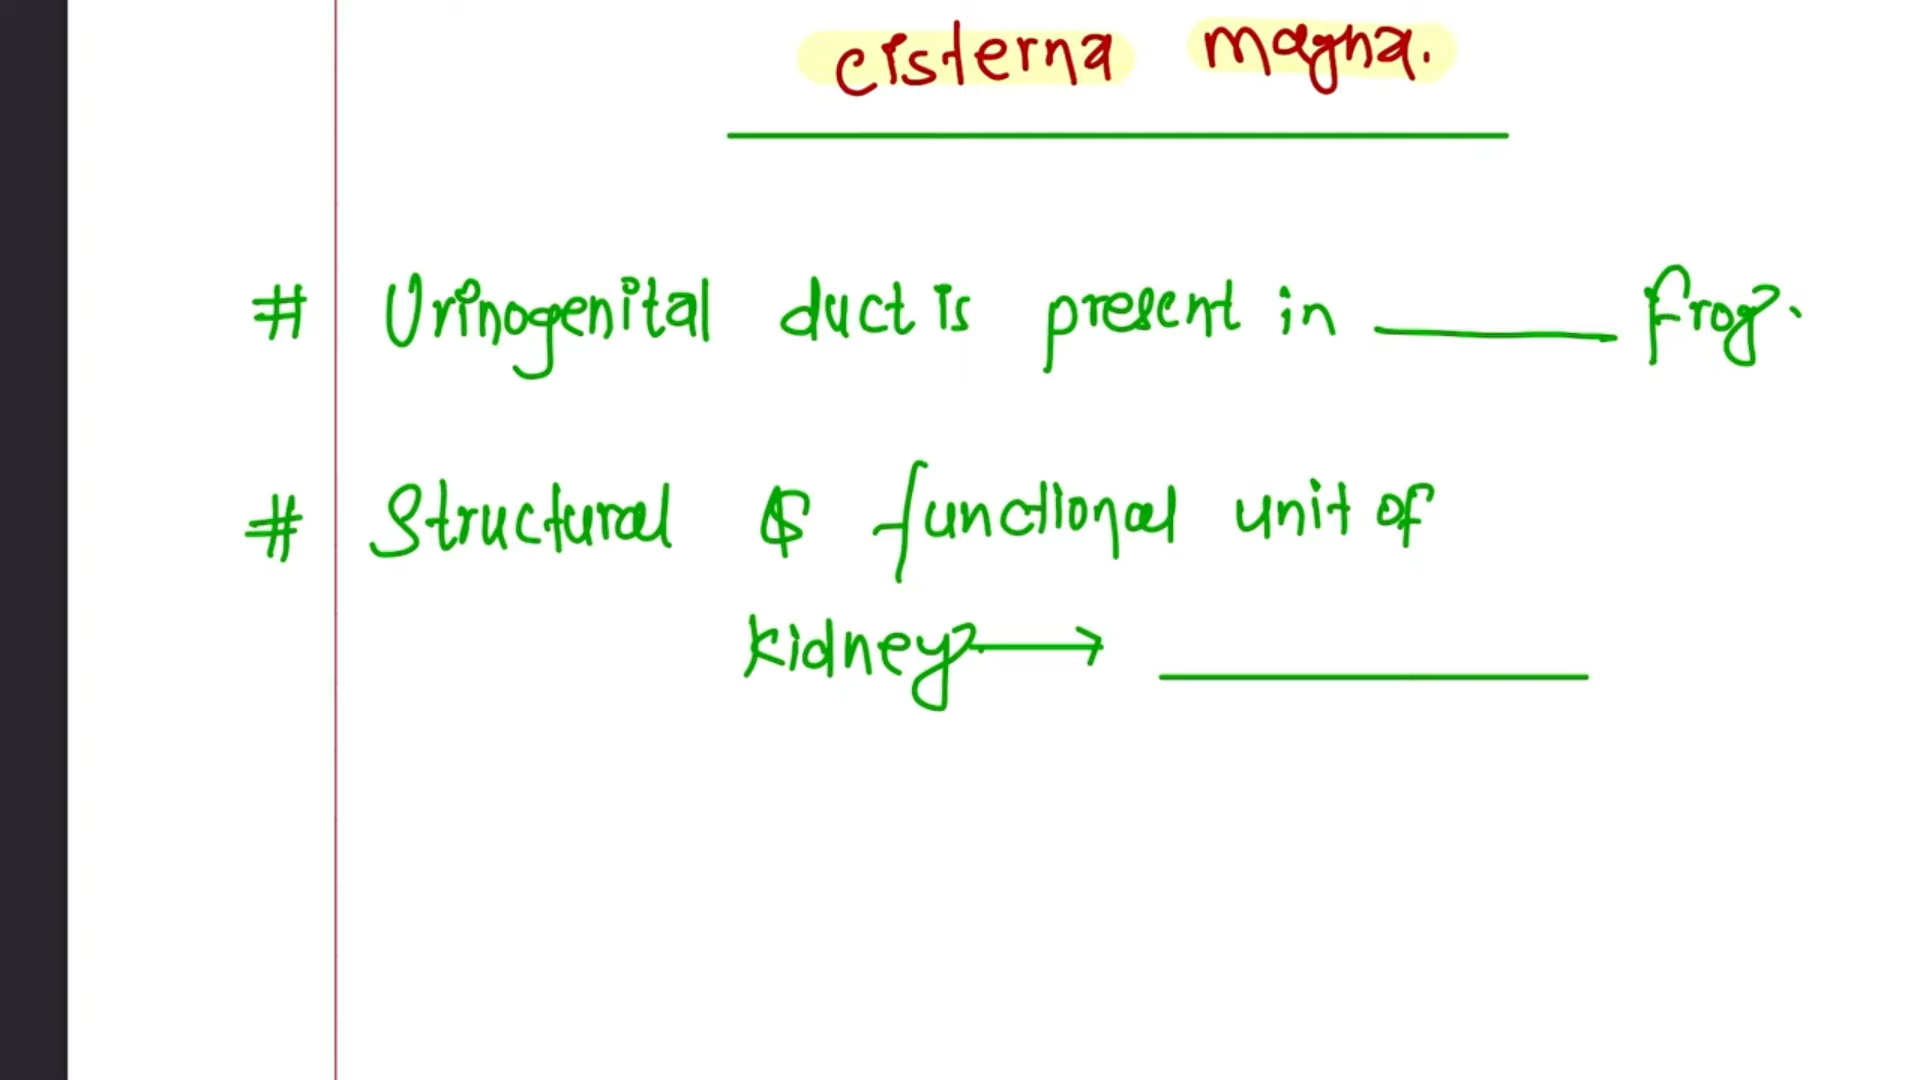 cisterna magna.
# Urinogenital duct is present in ______ frog.
# Structural & functional unit of
kidney → ______